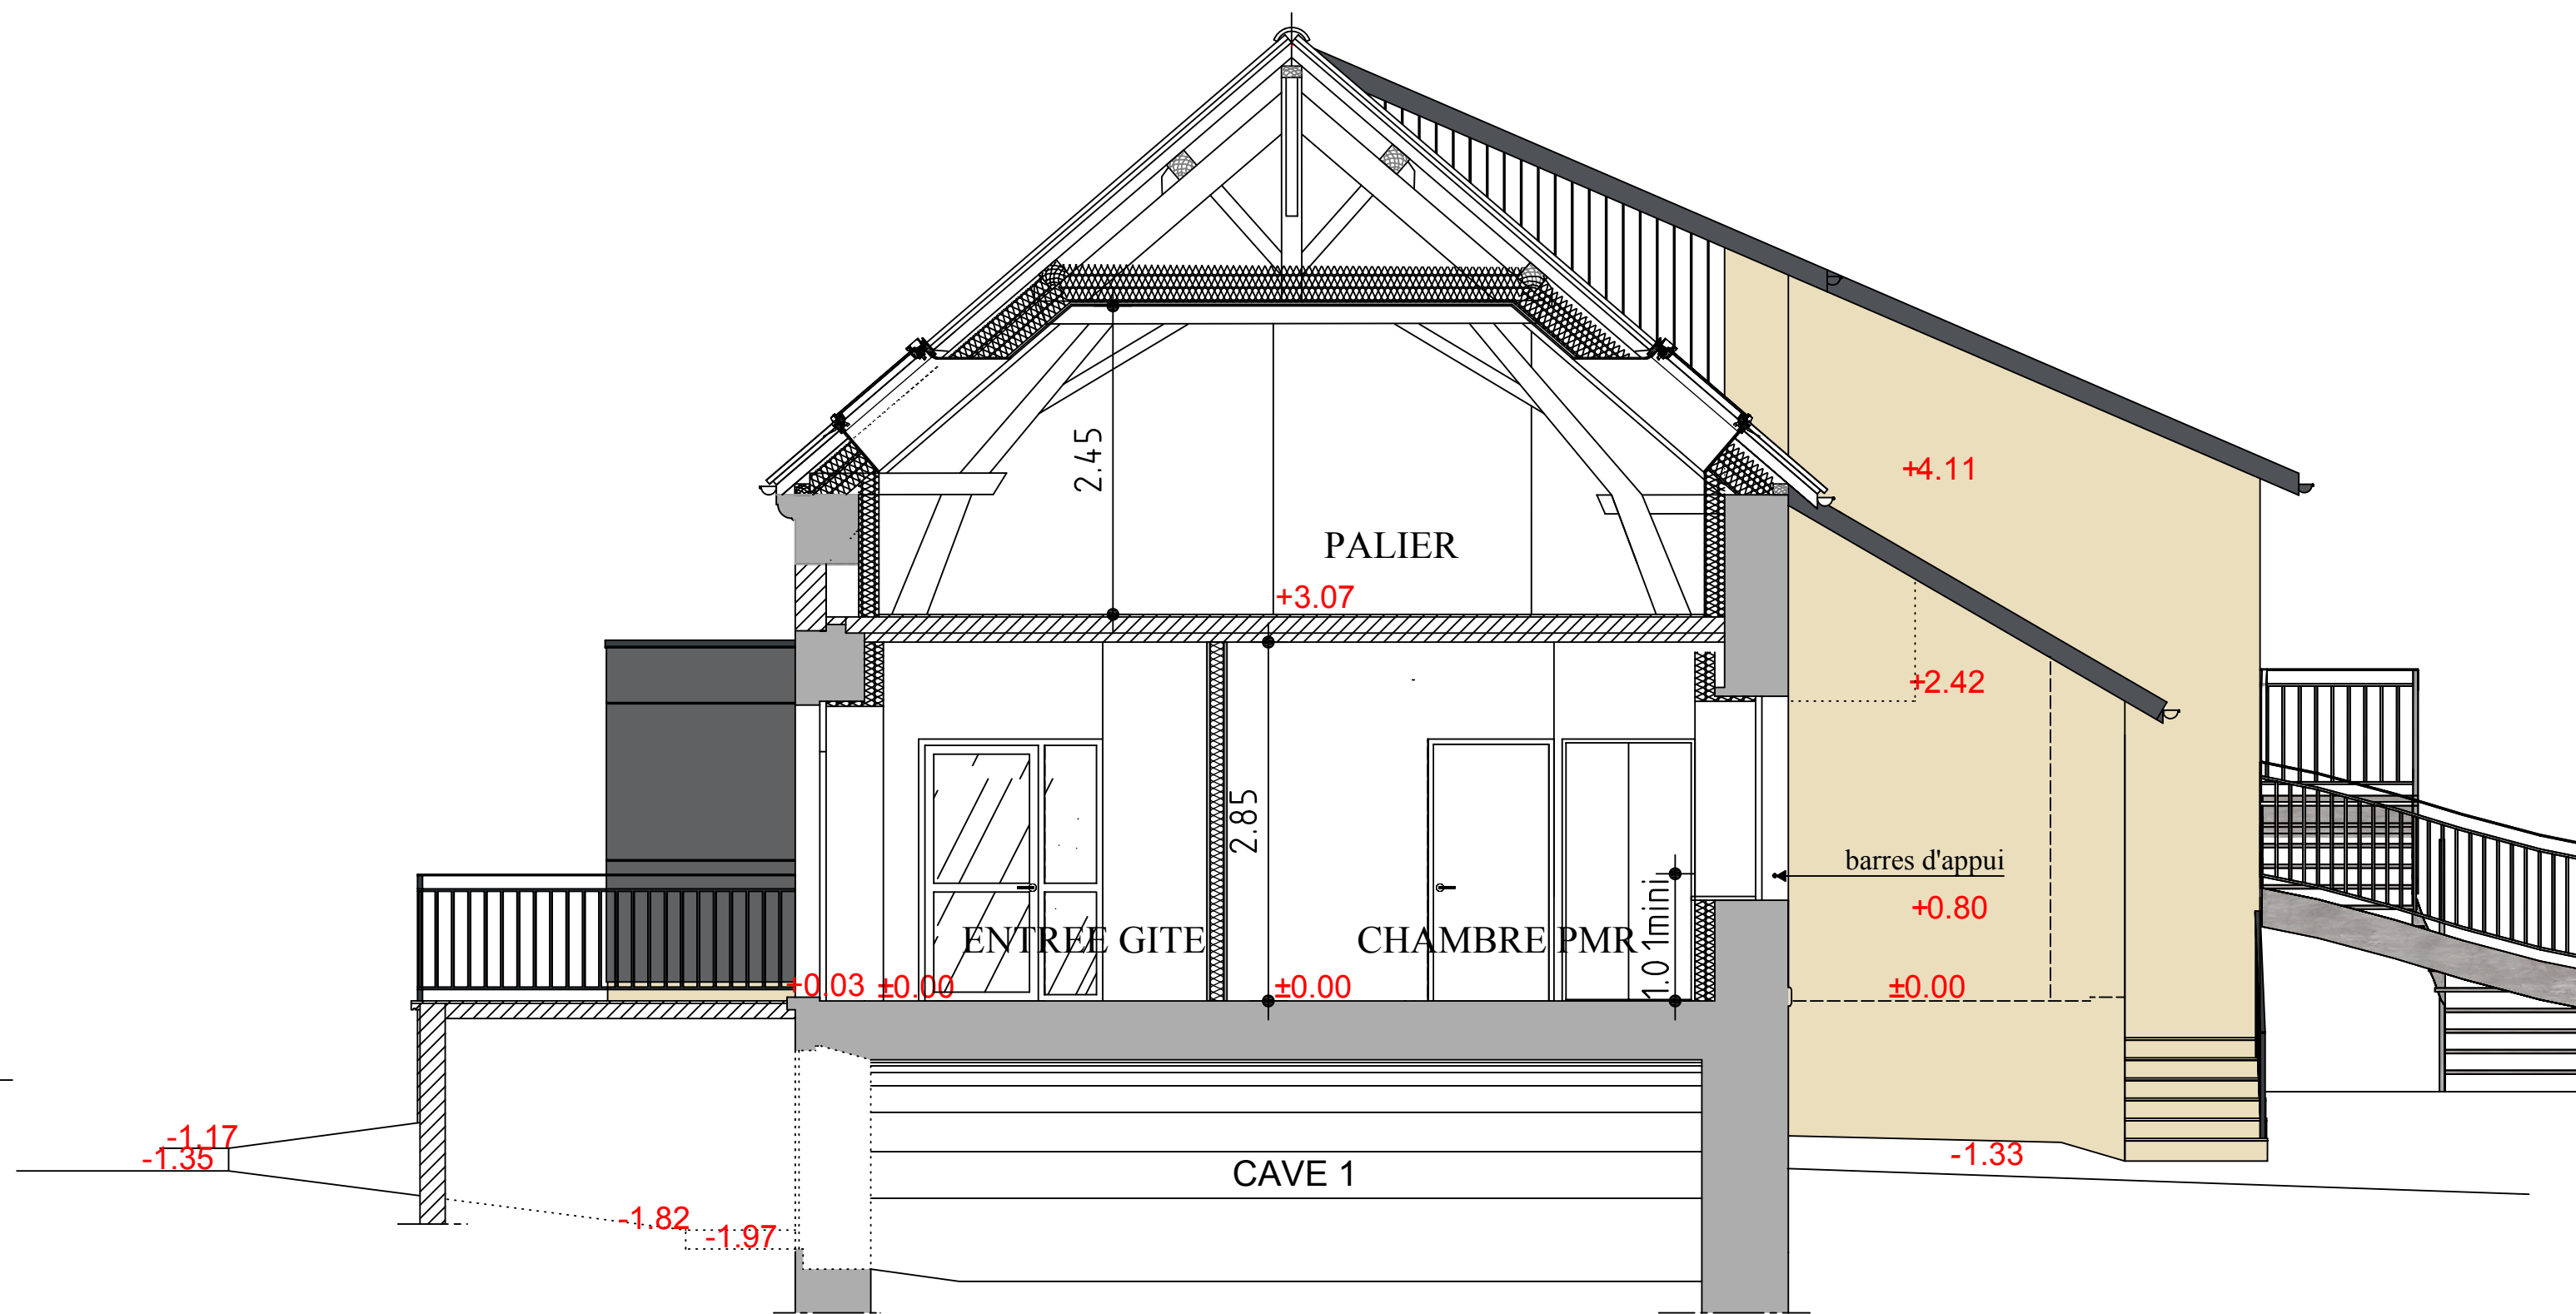 2.45
+4.11
PALIER
+3.07
+2.42
2.85
barres d'appui
1.01mini
+0.80
ENTREE GITE
CHAMBRE PMR
+0.03
±0.00
±0.00
±0.00
-1.17
-1.35
-1.33
CAVE 1
-1.82
-1.97